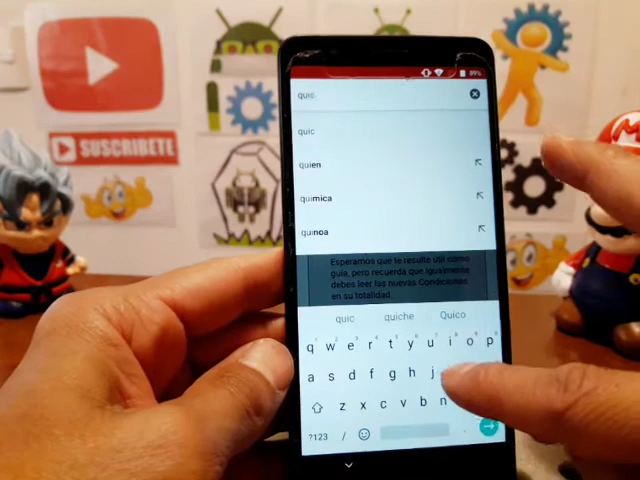 SUSCRIBETE
89%
quic
quic
quien
quimica
quinoa
Esperamos que te resulte útil como
guía, pero recuerda que igualmente
debes leer las nuevas Condiciones
en su totalidad
quic quiche Quico
q w e r t y u i o p
a s d f g h j
z x c v b n
?123 / .
M